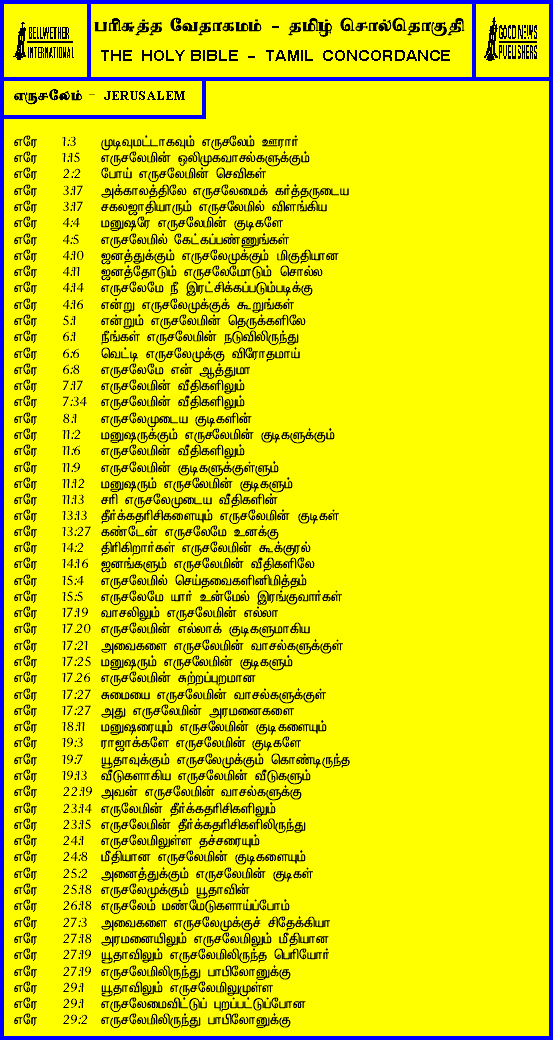 BELLWETHER
INTERNATIONAL
பரிசுத்த வேதாகமம் - தமிழ் சொல்தொகுதி
THE HOLY BIBLE - TAMIL CONCORDANCE
GOOD NEWS
PUBLISHERS
எருசலேம் - JERUSALEM
எரே 1:3 முடிவுமட்டாகவும் எருசலேம் ஊரார்
எரே 1:15 எருசலேமின் ஒலிமுகவாசல்களுக்கும்
எரே 2:2 போய் எருசலேமின் செவிகள்
எரே 3:17 அக்காலத்திலே எருசலேமைக் கர்த்தருடைய
எரே 3:17 சகலஜாதியாரும் எருசலேமில் விளங்கிய
எரே 4:4 மனுஷரே எருசலேமின் குடிகளே
எரே 4:5 எருசலேமில் கேட்கப்பண்ணுங்கள்
எரே 4:10 ஜனத்துக்கும் எருசலேமுக்கும் மிகுதியான
எரே 4:11 ஜனத்தோடும் எருசலேமோடும் சொல்ல
எரே 4:14 எருசலேமே நீ இரட்சிக்கப்படும்படிக்கு
எரே 4:16 என்று எருசலேமுக்குக் கூறுங்கள்
எரே 5:1 என்றும் எருசலேமின் தெருக்களிலே
எரே 6:1 நீங்கள் எருசலேமின் நடுவிலிருந்து
எரே 6:6 வெட்டி எருசலேமுக்கு விரோதமாய்
எரே 6:8 எருசலேமே என் ஆத்துமா
எரே 7:17 எருசலேமின் வீதிகளிலும்
எரே 7:34 எருசலேமின் வீதிகளிலும்
எரே 8:1 எருசலேமுடைய குடிகளின்
எரே 11:2 மனுஷருக்கும் எருசலேமின் குடிகளுக்கும்
எரே 11:6 எருசலேமின் வீதிகளிலும்
எரே 11:9 எருசலேமின் குடிகளுக்குள்ளும்
எரே 11:12 மனுஷரும் எருசலேமின் குடிகளும்
எரே 11:13 சரி எருசலேமுடைய வீதிகளின்
எரே 13:13 தீர்க்கதரிசிகளையும் எருசலேமின் குடிகள்
எரே 13:27 கண்டேன் எருசலேமே உனக்கு
எரே 14:2 திரிகிறார்கள் எருசலேமின் கூக்குரல்
எரே 14:16 ஜனங்களும் எருசலேமின் வீதிகளிலே
எரே 15:4 எருசலேமில் செய்தவைகளினிமித்தம்
எரே 15:5 எருசலேமே யார் உன்மேல் இரங்குவார்கள்
எரே 17:19 வாசலிலும் எருசலேமின் எல்லா
எரே 17.20 எருசலேமின் எல்லாக் குடிகளுமாகிய
எரே 17:21 அவைகளை எருசலேமின் வாசல்களுக்குள்
எரே 17:25 மனுஷரும் எருசலேமின் குடிகளும்
எரே 17.26 எருசலேமின் சுற்றப்புறமான
எரே 17:27 சுமையை எருசலேமின் வாசல்களுக்குள்
எரே 17:27 அது எருசலேமின் அரமனைகளை
எரே 18:11 மனுஷரையும் எருசலேமின் குடிகளையும்
எரே 19:3 ராஜாக்களே எருசலேமின் குடிகளே
எரே 19:7 யூதாவுக்கும் எருசலேமுக்கும் கொண்டிருந்த
எரே 19:13 வீடுகளாகிய எருசலேமின் வீடுகளும்
எரே 22:19 அவன் எருசலேமின் வாசல்களுக்கு
எரே 23:14 எருலேமின் தீர்க்கதரிசிகளிலும்
எரே 23:15 எருசலேமின் தீர்க்கதரிசிகளிலிருந்து
எரே 24:1 எருசலேமிலுள்ள தச்சரையும்
எரே 24:8 மீதியான எருசலேமின் குடிகளையும்
எரே 25:2 அனைத்துக்கும் எருசலேமின் குடிகள்
எரே 25:18 எருசலேமுக்கும் யூதாவின்
எரே 26:18 எருசலேம் மண்மேடுகளாய்ப்போம்
எரே 27:3 அவைகளை எருசலேமுக்குச் சிதேக்கியா
எரே 27:18 அரமனையிலும் எருசலேமிலும் மீதியான
எரே 27:19 யூதாவிலும் எருசலேமிலிருந்த பெரியோர்
எரே 27:19 எருசலேமிலிருந்து பாபிலோனுக்கு
எரே 29:1 யூதாவிலும் எருசலேமிலுமுள்ள
எரே 29:1 எருசலேமைவிட்டுப் புறப்பட்டுப்போன
எரே 29:2 எருசலேமிலிருந்து பாபிலோனுக்கு